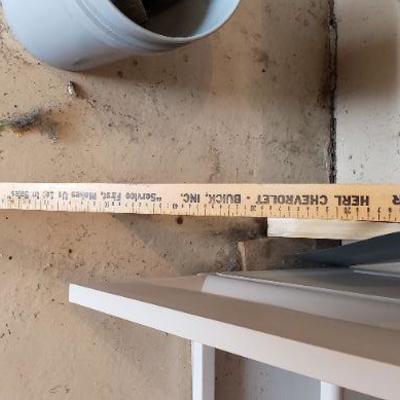 R HERL CHEVROLET - BUICK, INC. "Service First, Makes Us 1st In Sales"